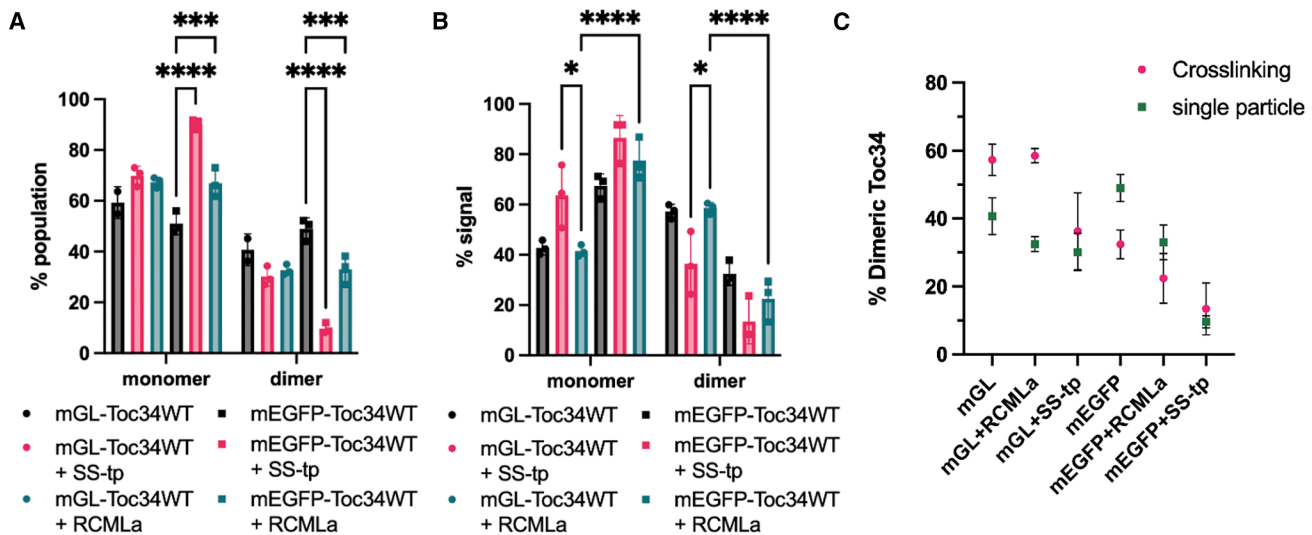 A
B
C
*** ***
**** ****
**** ****
* *
% population
100
80
60
40
20
0
monomer dimer
% signal
100
80
60
40
20
0
monomer dimer
% Dimeric Toc34
80
60
40
20
0
Crosslinking
single particle
mGL
mGL+RCMLa
mGL+SS-tp
mEGFP
mEGFP+RCMLa
mEGFP+SS-tp
mGL-Toc34WT
mGL-Toc34WT
+ SS-tp
mGL-Toc34WT
+ RCMLa
mEGFP-Toc34WT
mEGFP-Toc34WT
+ SS-tp
mEGFP-Toc34WT
+ RCMLa
mGL-Toc34WT
mGL-Toc34WT
+ SS-tp
mGL-Toc34WT
+ RCMLa
mEGFP-Toc34WT
mEGFP-Toc34WT
+ SS-tp
mEGFP-Toc34WT
+ RCMLa